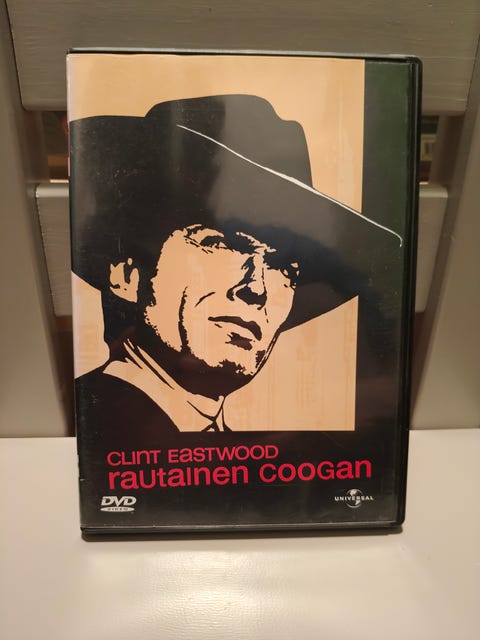 CLINT EASTWOOD
rautainen COOGAN
DVD
VIDEO
UNIVERSAL